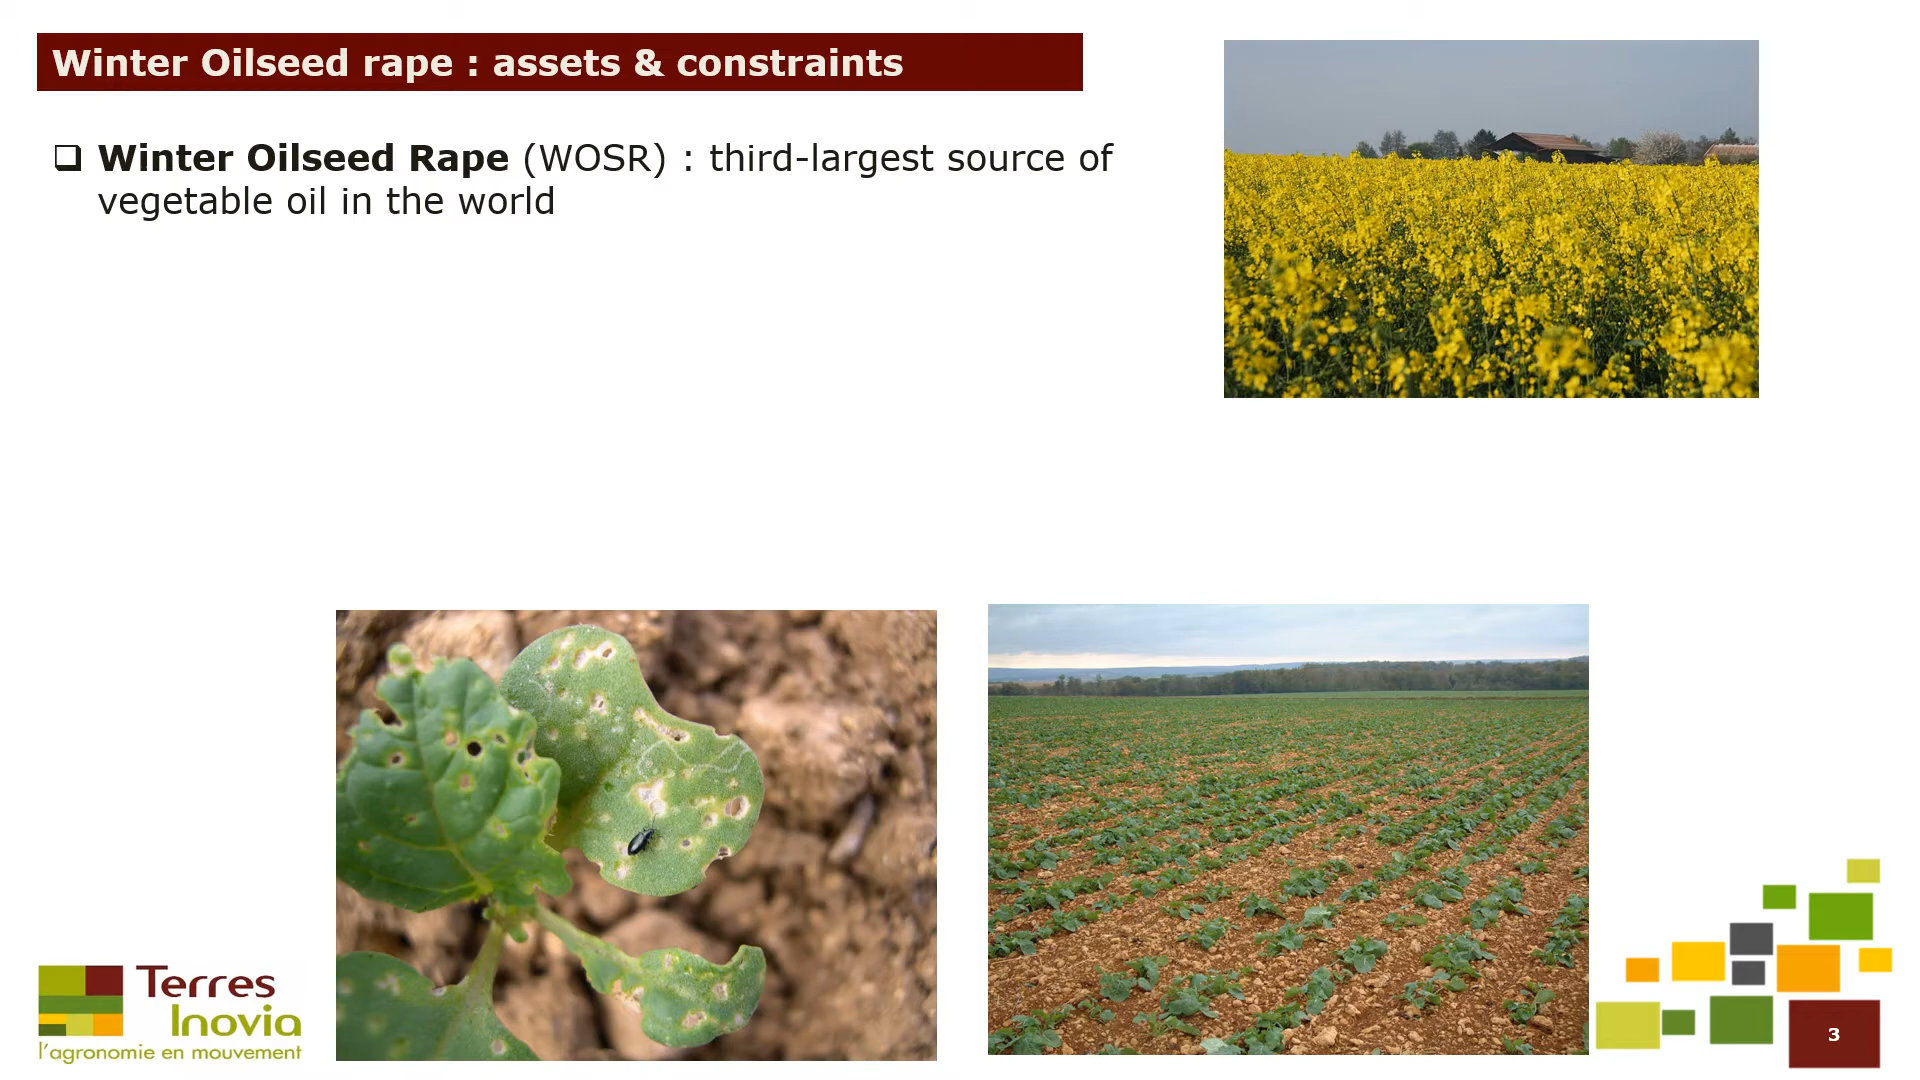 Winter Oilseed rape : assets & constraints
❑ Winter Oilseed Rape (WOSR) : third-largest source of
vegetable oil in the world
Terres
Inovia
l'agronomie en mouvement
3